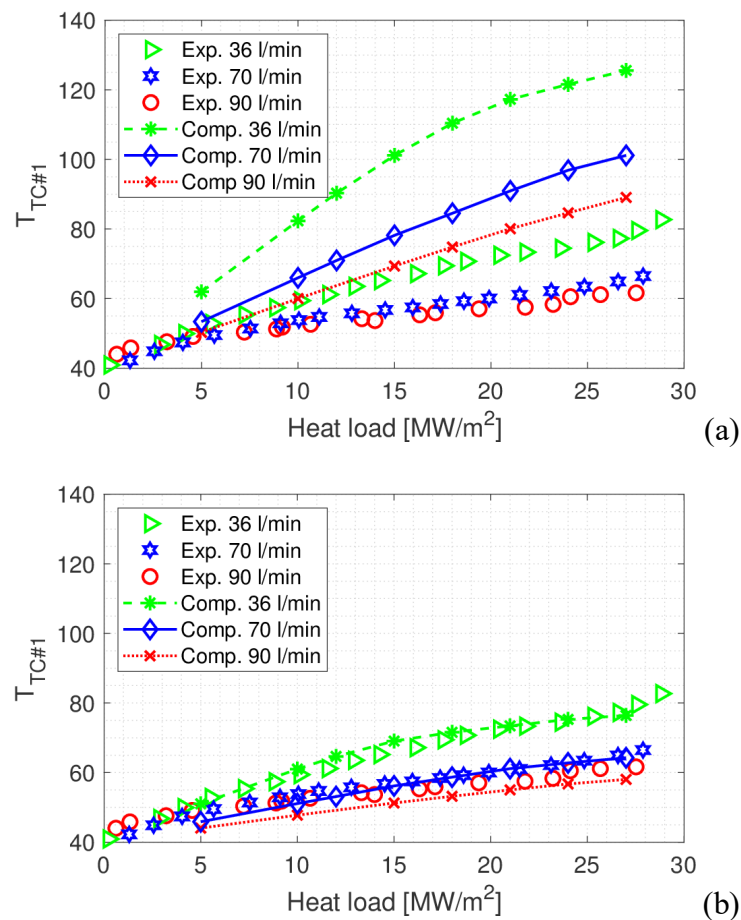 140
120
100
80
60
40
T_TC#1
Exp. 36 l/min
Exp. 70 l/min
Exp. 90 l/min
Comp. 36 l/min
Comp. 70 l/min
Comp 90 l/min
0 5 10 15 20 25 30
Heat load [MW/m²]
(a)
140
120
100
80
60
40
T_TC#1
Exp. 36 l/min
Exp. 70 l/min
Exp. 90 l/min
Comp. 36 l/min
Comp. 70 l/min
Comp. 90 l/min
0 5 10 15 20 25 30
Heat load [MW/m²]
(b)